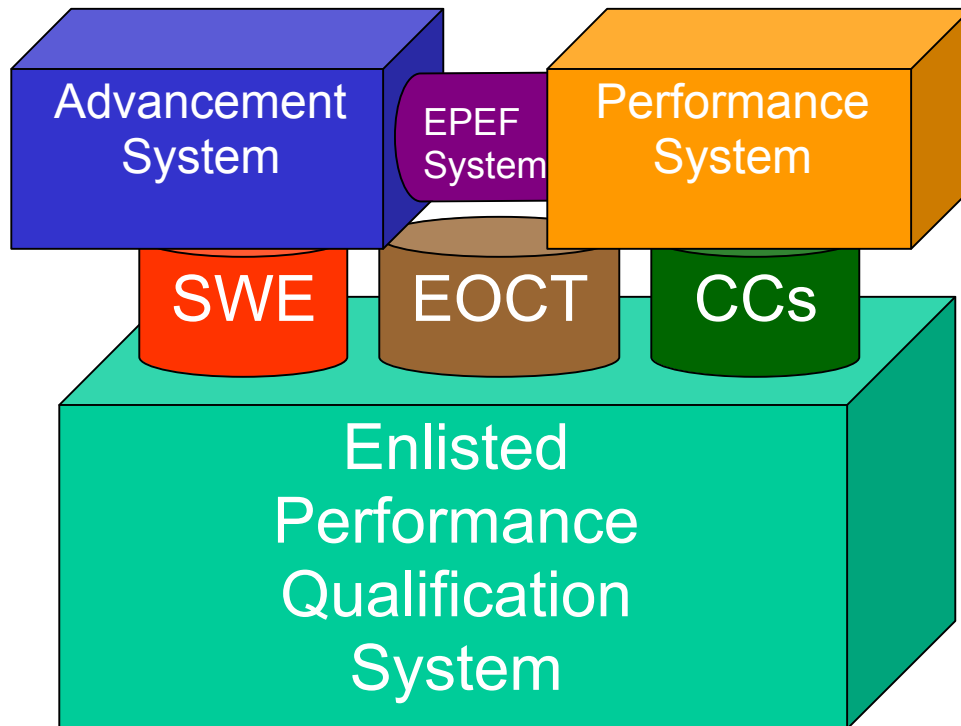 Advancement
System
EPEF
System
Performance
System
SWE
EOCT
CCs
Enlisted
Performance
Qualification
System